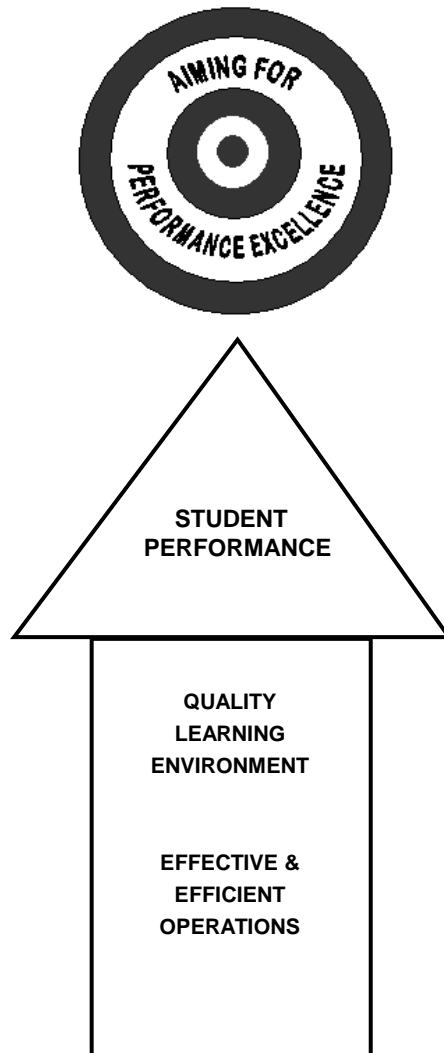 AIMING FOR
PERFORMANCE EXCELLENCE
STUDENT
PERFORMANCE
QUALITY
LEARNING
ENVIRONMENT
EFFECTIVE &
EFFICIENT
OPERATIONS